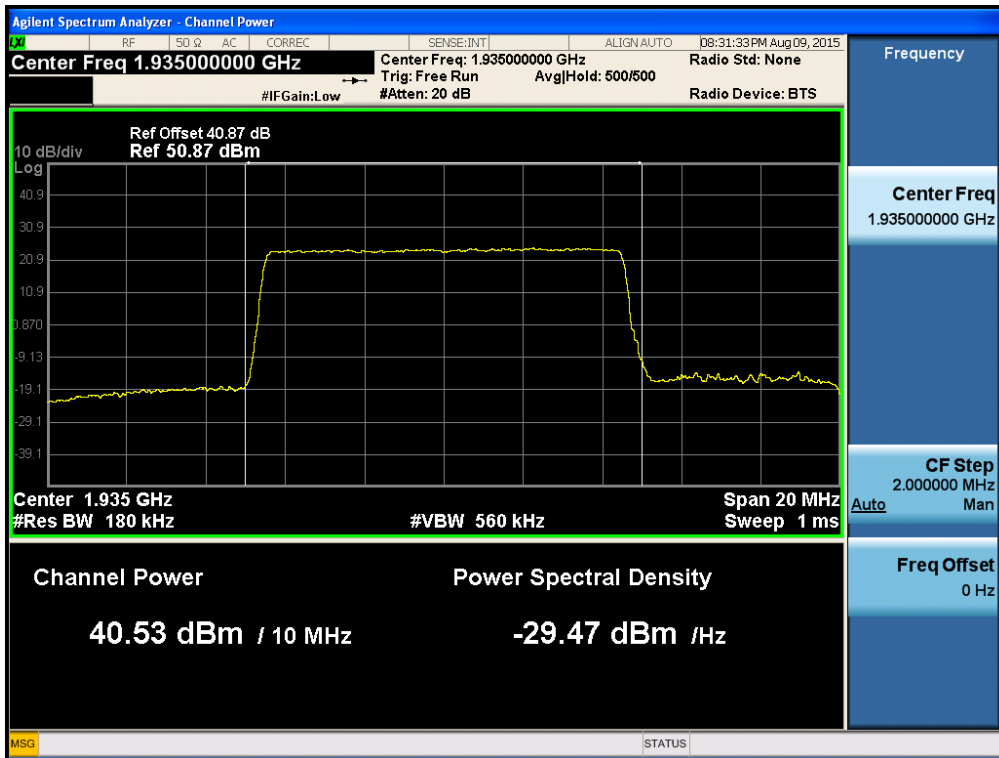 Agilent Spectrum Analyzer - Channel Power
LXI RF 50 Ω AC CORREC SENSE:INT ALIGN AUTO 08:31:33 PM Aug 09, 2015
Center Freq 1.935000000 GHz
Center Freq: 1.935000000 GHz
Radio Std: None
Trig: Free Run Avg|Hold: 500/500
#IFGain:Low
#Atten: 20 dB
Radio Device: BTS
Ref Offset 40.87 dB
10 dB/div Ref 50.87 dBm
Log
40.9
30.9
20.9
10.9
0.870
-9.13
-19.1
-29.1
-39.1
Center 1.935 GHz
Span 20 MHz
#Res BW 180 kHz
#VBW 560 kHz
Sweep 1 ms
Channel Power
Power Spectral Density
40.53 dBm / 10 MHz
-29.47 dBm /Hz
Frequency
Center Freq
1.935000000 GHz
CF Step
2.000000 MHz
Auto Man
Freq Offset
0 Hz
MSG
STATUS